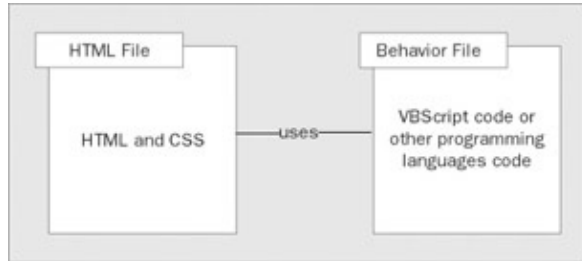 HTML File
HTML and CSS
uses
Behavior File
VBScript code or
other programming
languages code